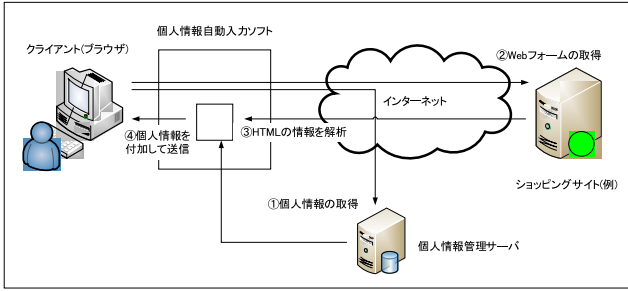 個人情報自動入力ソフト
クライアント(ブラウザ)
②Webフォームの取得
インターネット
③HTMLの情報を解析
④個人情報を
付加して送信
ショッピングサイト(例)
①個人情報の取得
個人情報管理サーバ